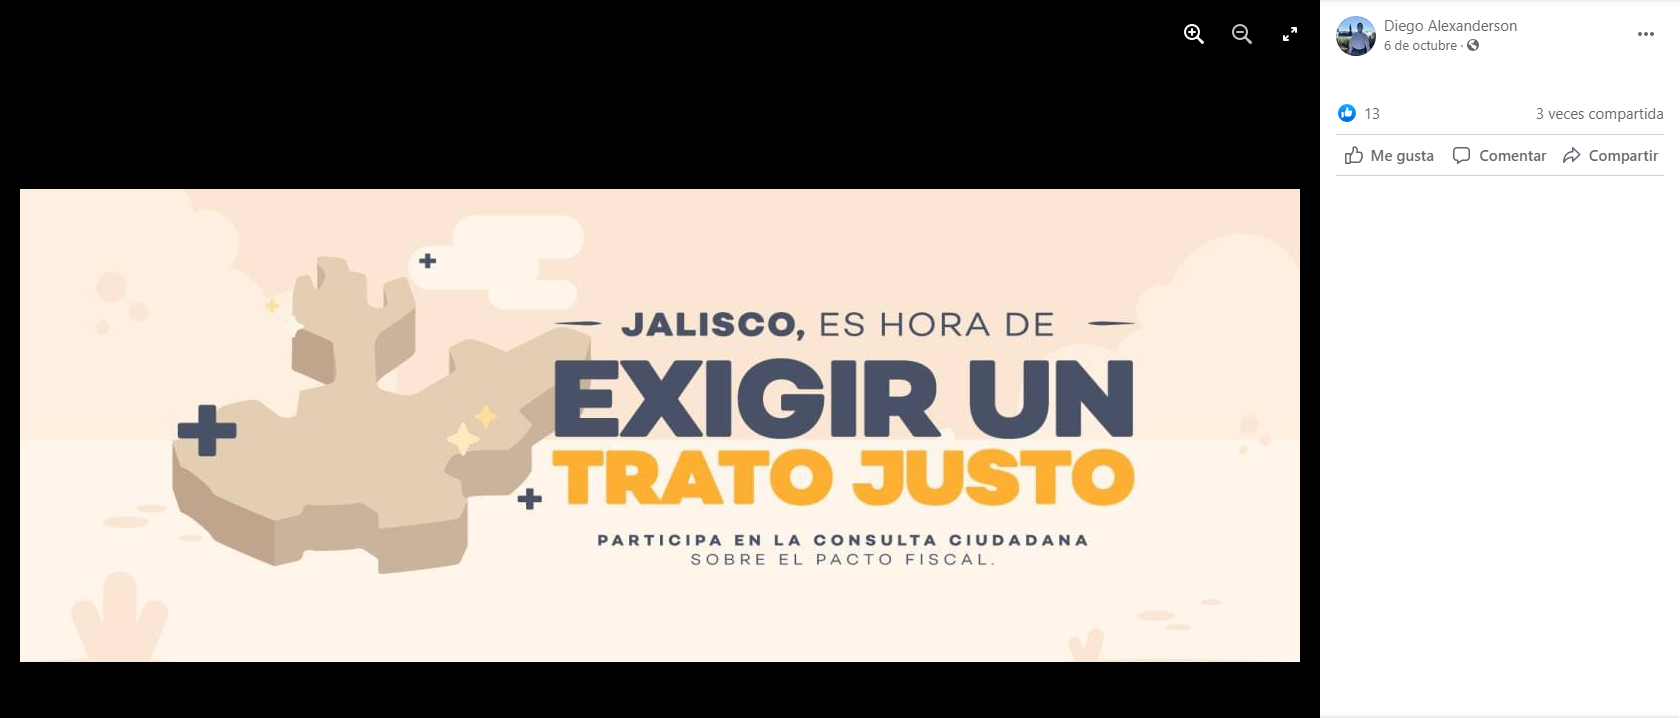 JALISCO, ES HORA DE
EXIGIR UN
TRATO JUSTO
PARTICIPA EN LA CONSULTA CIUDADANA
SOBRE EL PACTO FISCAL.
Diego Alexanderson
6 de octubre ·
13
3 veces compartida
Me gusta
Comentar
Compartir